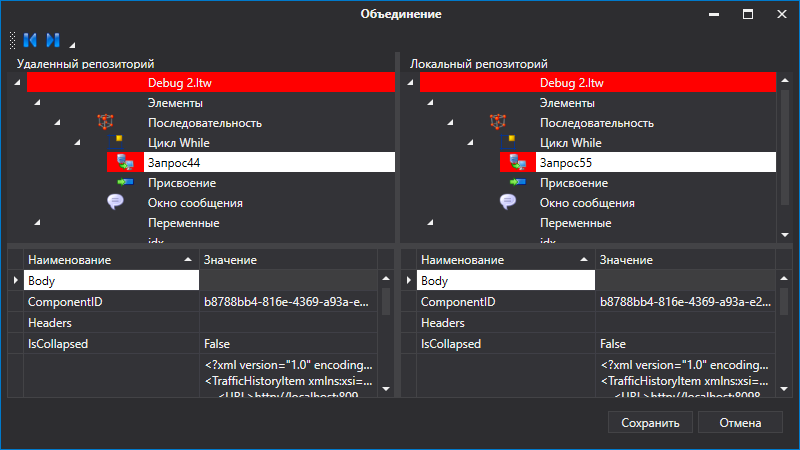 Объединение
Удаленный репозиторий
Debug 2.ltw
Элементы
Последовательность
Цикл While
Запрос44
Присвоение
Окно сообщения
Переменные
idx
Локальный репозиторий
Debug 2.ltw
Элементы
Последовательность
Цикл While
Запрос55
Присвоение
Окно сообщения
Переменные
idx
Наименование Значение
Body
ComponentID b8788bb4-816e-4369-a93a-e...
Headers
IsCollapsed False
<?xml version="1.0" encoding...
<TrafficHistoryItem xmlns:xsi=...
<URL>http://localhost:8098
Наименование Значение
Body
ComponentID b8788bb4-816e-4369-a93a-e2...
Headers
IsCollapsed False
<?xml version="1.0" encoding...
<TrafficHistoryItem xmlns:xsi=...
<URL>http://localhost:8098
Сохранить Отмена